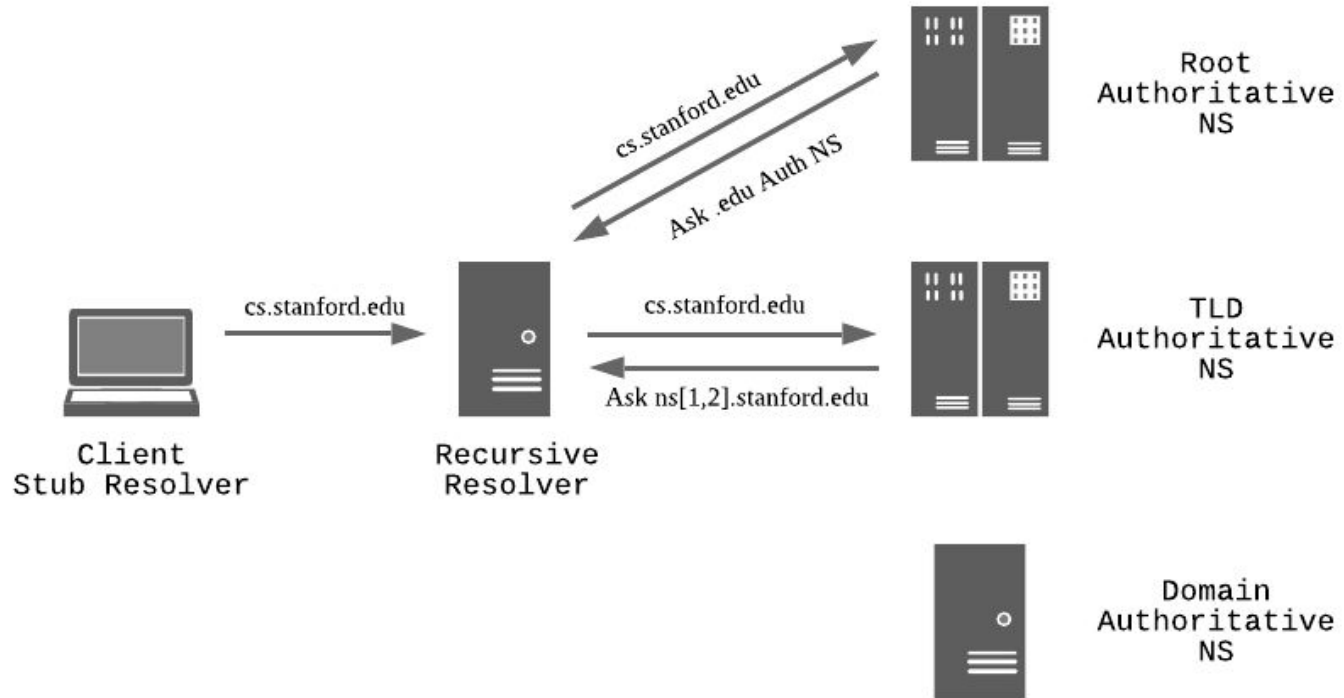 cs.stanford.edu
Ask .edu Auth NS
Root
Authoritative
NS
cs.stanford.edu
cs.stanford.edu
Ask ns[1,2].stanford.edu
TLD
Authoritative
NS
Client
Stub Resolver
Recursive
Resolver
Domain
Authoritative
NS